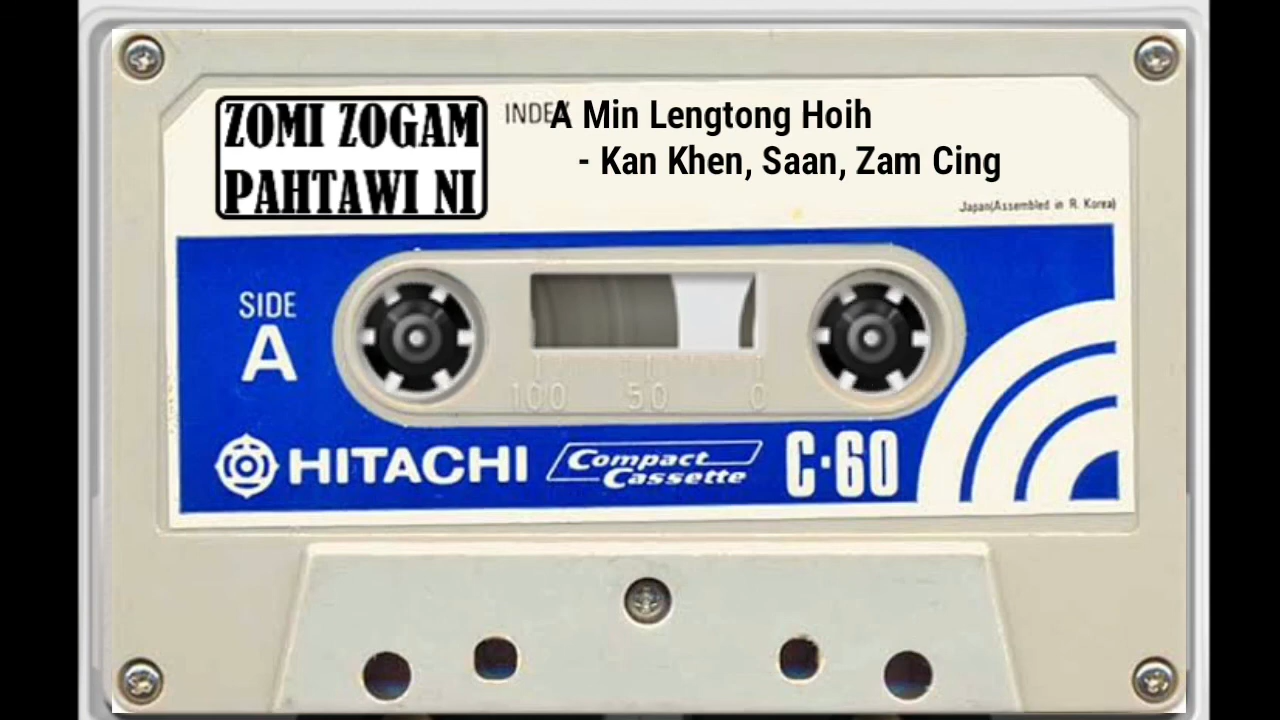 ZOMI ZOGAM
PAHTAWI NI
INDEX
A Min Lengtong Hoih
- Kan Khen, Saan, Zam Cing
Japan(Assembled in R. Korea)
SIDE
A
100 50 0
HITACHI Compact Cassette C·60